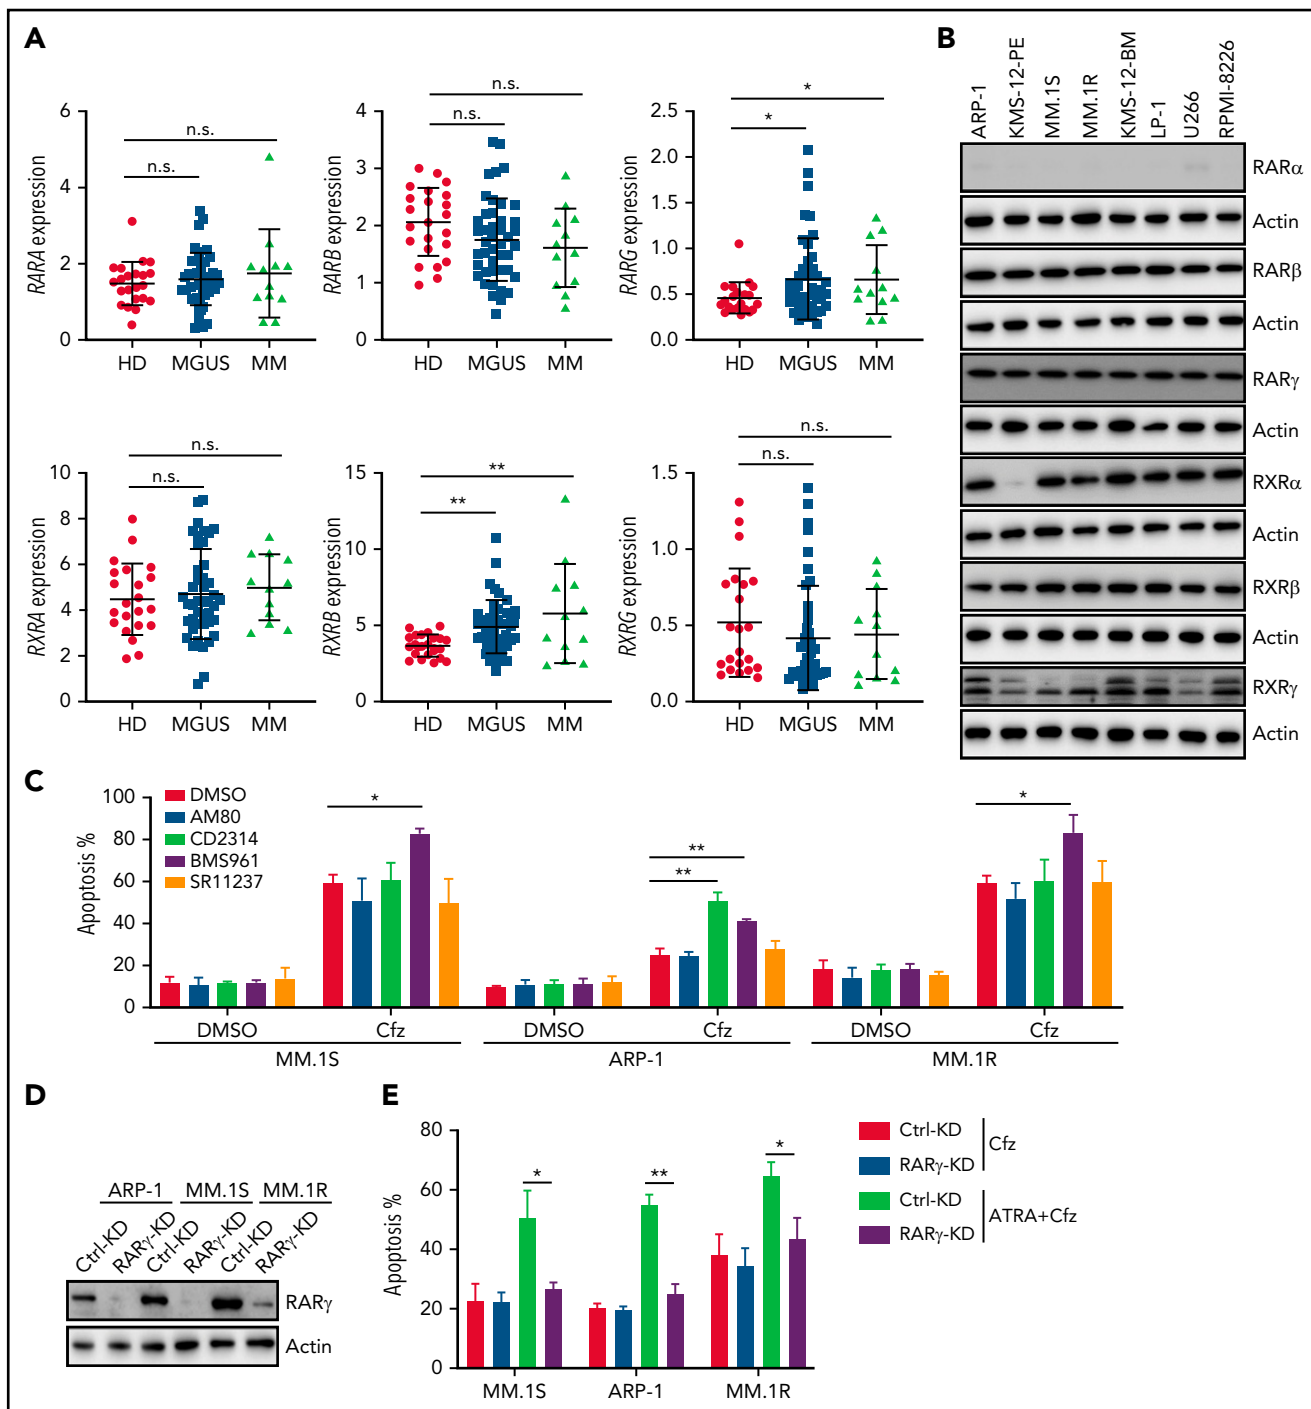 A
n.s.
n.s.
RARA expression
6
4
2
0
HD MGUS MM
n.s.
n.s.
RARB expression
4
3
2
1
0
HD MGUS MM
*
*
RARG expression
2.5
2.0
1.5
1.0
0.5
0.0
HD MGUS MM
n.s.
n.s.
RXRA expression
10
8
6
4
2
0
HD MGUS MM
**
**
RXRB expression
15
10
5
0
HD MGUS MM
n.s.
n.s.
RXRG expression
1.5
1.0
0.5
0.0
HD MGUS MM
B
ARP-1 KMS-12-PE MM.1S MM.1R KMS-12-BM LP-1 U266 RPMI-8226
RARα
Actin
RARβ
Actin
RARγ
Actin
RXRα
Actin
RXRβ
Actin
RXRγ
Actin
C
Apoptosis %
100
80
60
40
20
0
DMSO
AM80
CD2314
BMS961
SR11237
*
**
**
*
DMSO Cfz DMSO Cfz DMSO Cfz
MM.1S ARP-1 MM.1R
D
ARP-1 MM.1S MM.1R
Ctrl-KD RARγ-KD Ctrl-KD RARγ-KD Ctrl-KD RARγ-KD
RARγ
Actin
E
Apoptosis %
80
60
40
20
0
*
**
*
MM.1S ARP-1 MM.1R
Ctrl-KD
RARγ-KD
Cfz
Ctrl-KD
RARγ-KD
ATRA+Cfz